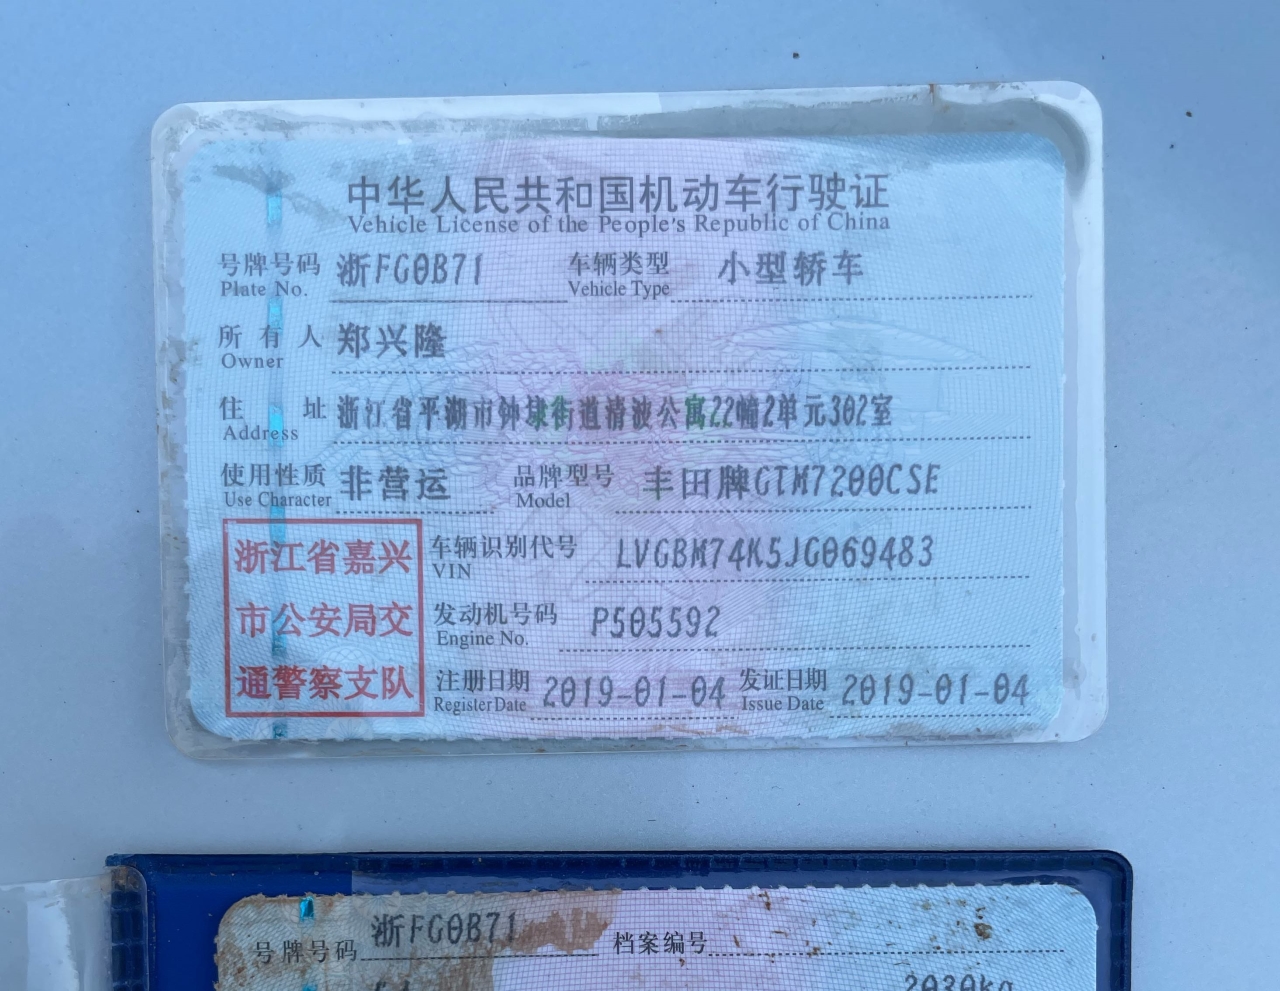 中华人民共和国机动车行驶证
Vehicle License of the People's Republic of China
号牌号码 浙FG0B71 车辆类型 小型轿车
Plate No. Vehicle Type
所有人 郑兴隆
Owner
住址 浙江省平湖市钟埭街道清波公寓22幢2单元302室
Address
使用性质 非营运 品牌型号 丰田牌GTM7200CSE
Use Character Model
浙江省嘉兴
市公安局交
通警察支队
车辆识别代号 LVGBM74K5JG069483
VIN
发动机号码 P505592
Engine No.
注册日期 2019-01-04 发证日期 2019-01-04
Register Date Issue Date
号牌号码 浙FG0B71 档案编号
2030kg